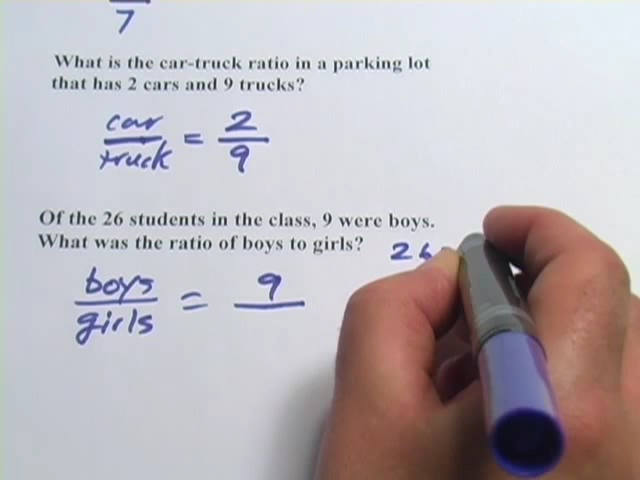 7
What is the car-truck ratio in a parking lot
that has 2 cars and 9 trucks?
car/truck = 2/9
Of the 26 students in the class, 9 were boys.
What was the ratio of boys to girls?
26
boys/girls = 9